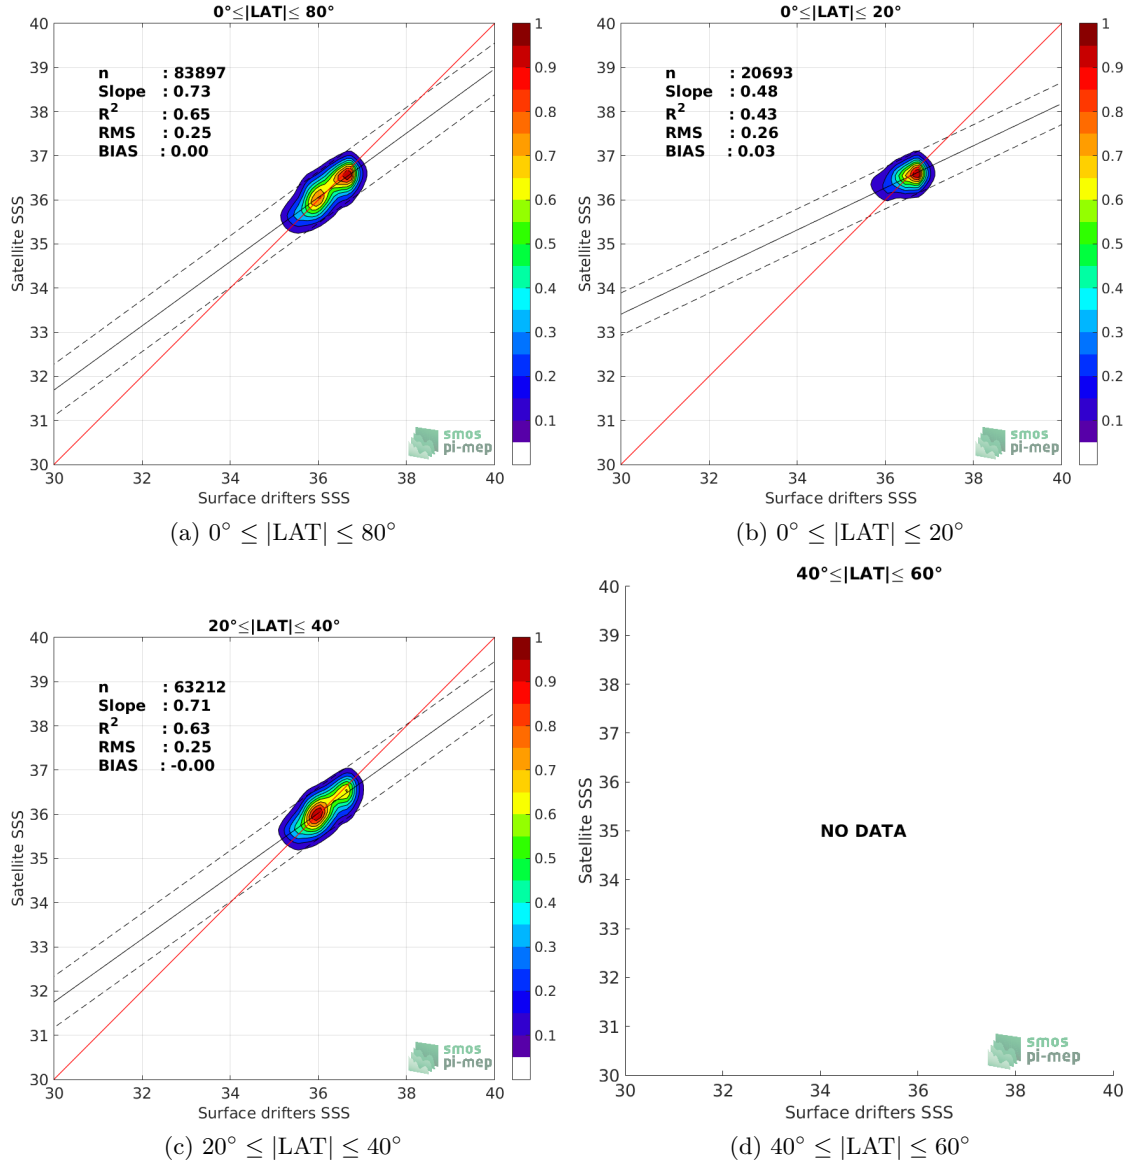 0°≤|LAT|≤ 80°
n : 83897
Slope : 0.73
R2 : 0.65
RMS : 0.25
BIAS : 0.00
40
39
38
37
36
35
34
33
32
31
30
30 32 34 36 38 40
Satellite SSS
Surface drifters SSS
1
0.9
0.8
0.7
0.6
0.5
0.4
0.3
0.2
0.1
smos
pi-mep
(a) 0° ≤ |LAT| ≤ 80°
0°≤|LAT|≤ 20°
n : 20693
Slope : 0.48
R2 : 0.43
RMS : 0.26
BIAS : 0.03
40
39
38
37
36
35
34
33
32
31
30
30 32 34 36 38 40
Satellite SSS
Surface drifters SSS
1
0.9
0.8
0.7
0.6
0.5
0.4
0.3
0.2
0.1
smos
pi-mep
(b) 0° ≤ |LAT| ≤ 20°
20°≤|LAT|≤ 40°
n : 63212
Slope : 0.71
R2 : 0.63
RMS : 0.25
BIAS : -0.00
40
39
38
37
36
35
34
33
32
31
30
30 32 34 36 38 40
Satellite SSS
Surface drifters SSS
1
0.9
0.8
0.7
0.6
0.5
0.4
0.3
0.2
0.1
smos
pi-mep
(c) 20° ≤ |LAT| ≤ 40°
40°≤|LAT|≤ 60°
40
39
38
37
36
35
34
33
32
31
30
30 32 34 36 38 40
Satellite SSS
NO DATA
Surface drifters SSS
smos
pi-mep
(d) 40° ≤ |LAT| ≤ 60°